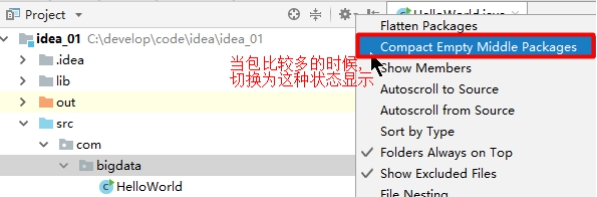 Project
HelloWorld.java
idea_01 C:\develop\code\idea\idea_01
.idea
lib
out
src
com
bigdata
HelloWorld
当包比较多的时候,
切换为这种状态显示
Flatten Packages
Compact Empty Middle Packages
Show Members
Autoscroll to Source
Autoscroll from Source
Sort by Type
Folders Always on Top
Show Excluded Files
File Nesting